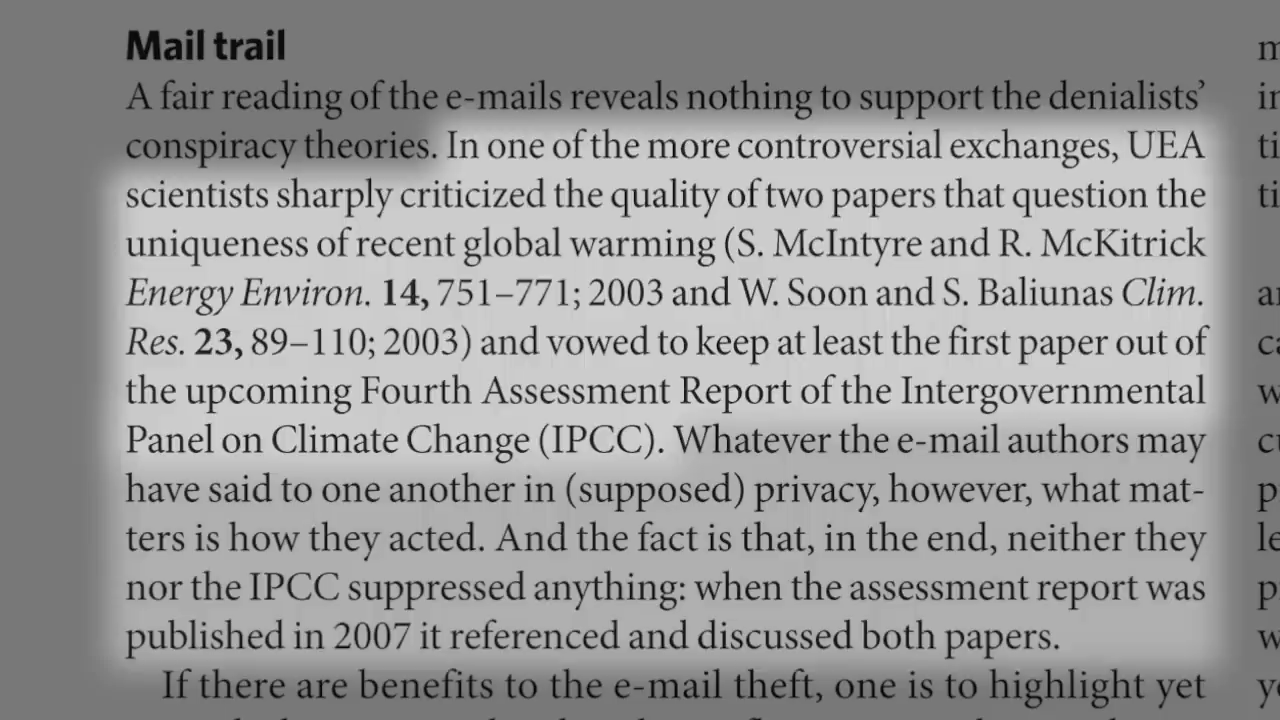 Mail trail
A fair reading of the e-mails reveals nothing to support the denialists’
conspiracy theories. In one of the more controversial exchanges, UEA
scientists sharply criticized the quality of two papers that question the
uniqueness of recent global warming (S. McIntyre and R. McKitrick
Energy Environ. 14, 751–771; 2003 and W. Soon and S. Baliunas Clim.
Res. 23, 89–110; 2003) and vowed to keep at least the first paper out of
the upcoming Fourth Assessment Report of the Intergovernmental
Panel on Climate Change (IPCC). Whatever the e-mail authors may
have said to one another in (supposed) privacy, however, what mat-
ters is how they acted. And the fact is that, in the end, neither they
nor the IPCC suppressed anything: when the assessment report was
published in 2007 it referenced and discussed both papers.
If there are benefits to the e-mail theft, one is to highlight yet